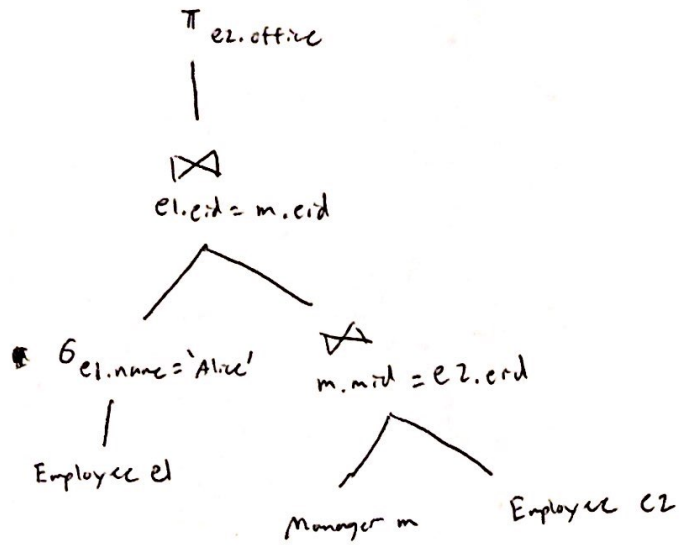 π e2.office
⋈
e1.eid = m.eid
σ e1.name = 'Alice'
⋈
m.mid = e2.eid
Employee e1
Manager m
Employee e2